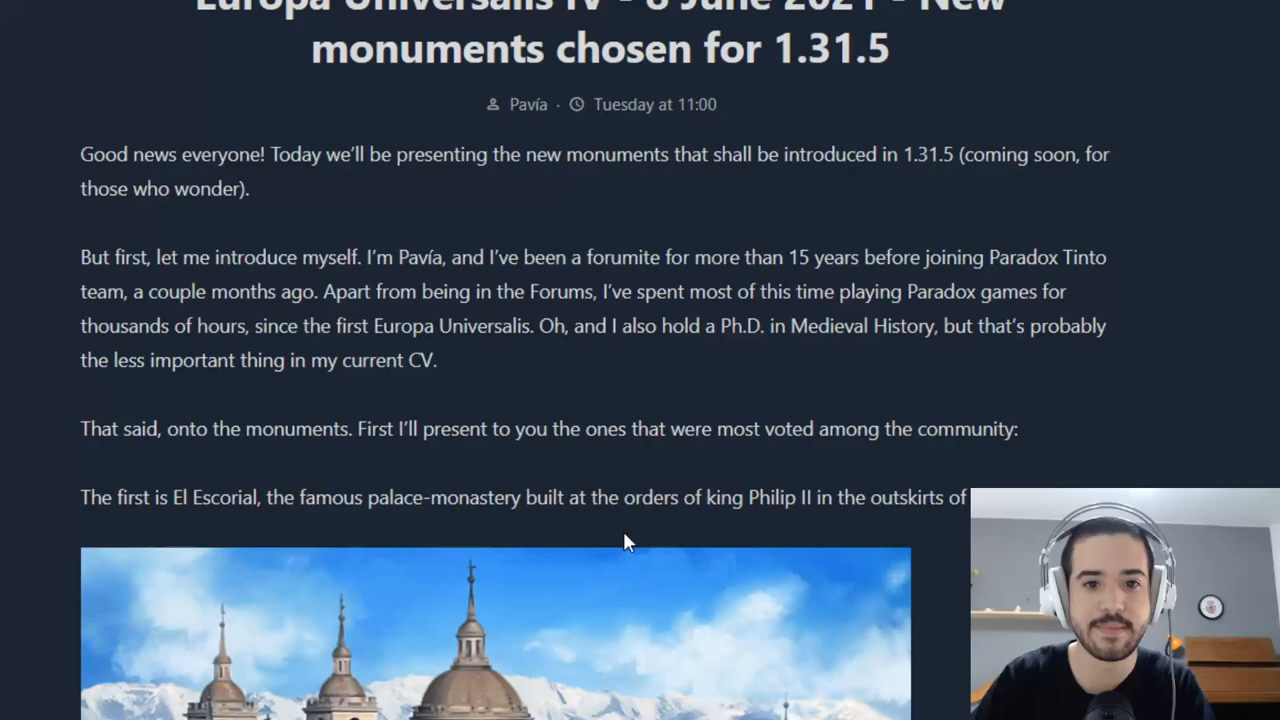 Europa Universalis IV - 8 June 2021 - New
monuments chosen for 1.31.5
Pavía · Tuesday at 11:00
Good news everyone! Today we'll be presenting the new monuments that shall be introduced in 1.31.5 (coming soon, for
those who wonder).
But first, let me introduce myself. I'm Pavía, and I've been a forumite for more than 15 years before joining Paradox Tinto
team, a couple months ago. Apart from being in the Forums, I've spent most of this time playing Paradox games for
thousands of hours, since the first Europa Universalis. Oh, and I also hold a Ph.D. in Medieval History, but that's probably
the less important thing in my current CV.
That said, onto the monuments. First I'll present to you the ones that were most voted among the community:
The first is El Escorial, the famous palace-monastery built at the orders of king Philip II in the outskirts of